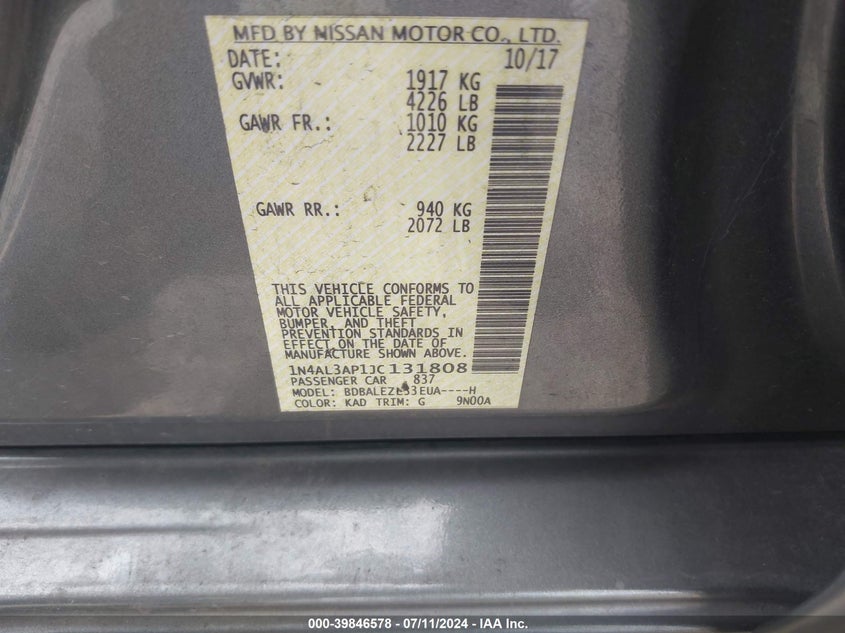 MFD BY NISSAN MOTOR CO., LTD.
DATE: 10/17
GVWR: 1917 KG
4226 LB
GAWR FR.: 1010 KG
2227 LB
GAWR RR.: 940 KG
2072 LB
THIS VEHICLE CONFORMS TO
ALL APPLICABLE FEDERAL
MOTOR VEHICLE SAFETY,
BUMPER, AND THEFT
PREVENTION STANDARDS IN
EFFECT ON THE DATE OF
MANUFACTURE SHOWN ABOVE.
1N4AL3AP1JC131808
PASSENGER CAR 837
MODEL:
COLOR: KAD TRIM: G 9N00A
000-39846578 - 07/11/2024 - IAA Inc.